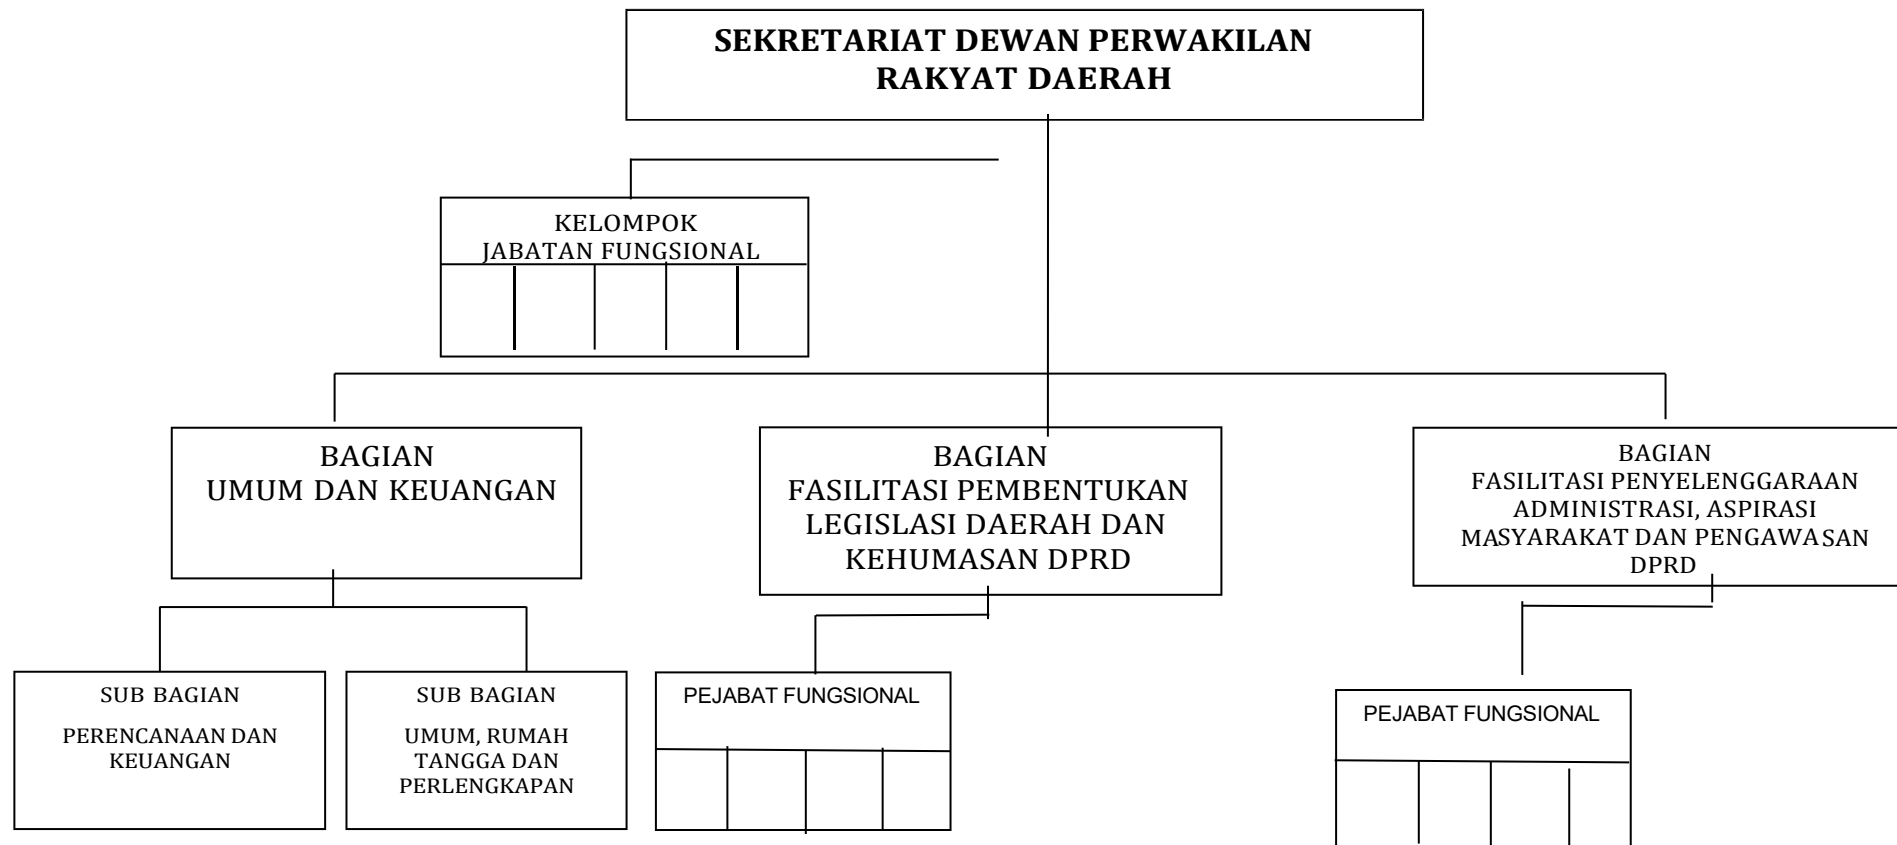 SEKRETARIAT DEWAN PERWAKILAN
RAKYAT DAERAH
KELOMPOK
JABATAN FUNGSIONAL
BAGIAN
UMUM DAN KEUANGAN
BAGIAN
FASILITASI PEMBENTUKAN
LEGISLASI DAERAH DAN
KEHUMASAN DPRD
BAGIAN
FASILITASI PENYELENGGARAAN
ADMINISTRASI, ASPIRASI
MASYARAKAT DAN PENGAWASAN
DPRD
SUB BAGIAN
PERENCANAAN DAN
KEUANGAN
SUB BAGIAN
UMUM, RUMAH
TANGGA DAN
PERLENGKAPAN
PEJABAT FUNGSIONAL
PEJABAT FUNGSIONAL